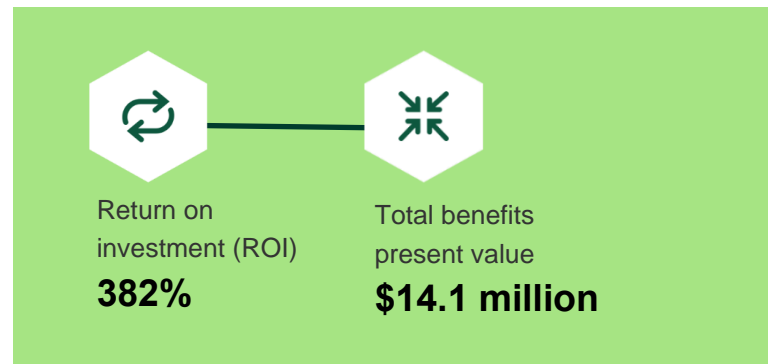 Return on
investment (ROI)
382%
Total benefits
present value
$14.1 million